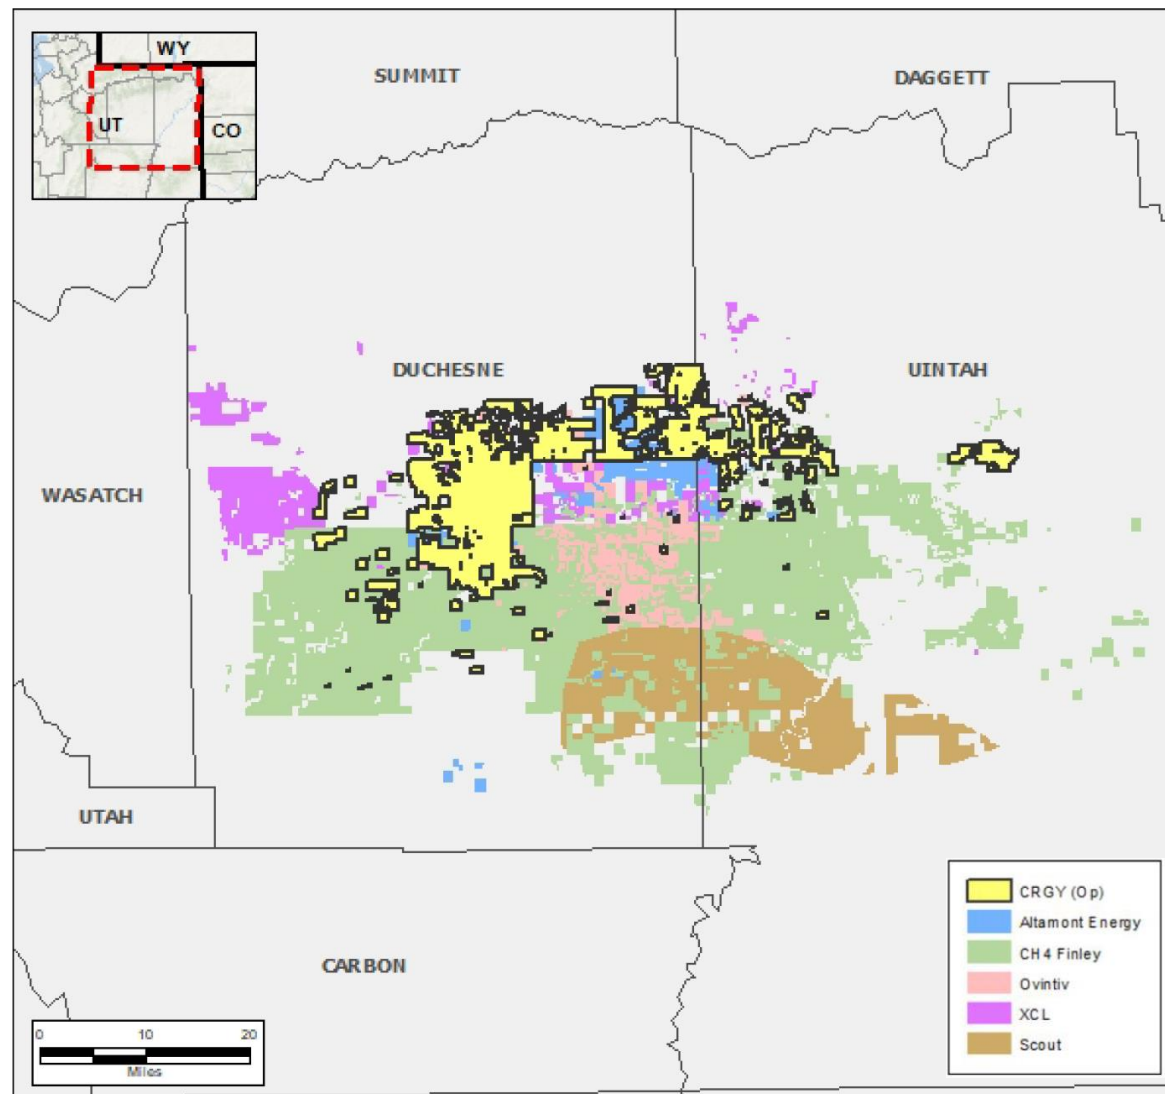 WY
UT
CO
SUMMIT
DAGGETT
DUCHESNE
UINTAH
WASATCH
UTAH
CARBON
CRGY (Op)
Altamont Energy
CH4 Finley
Ovintiv
XCL
Scout
0 10 20
Miles